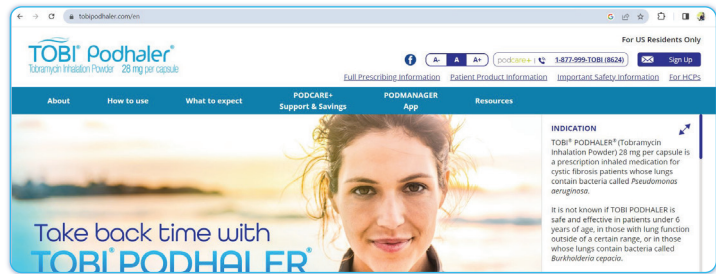 tobipodhaler.com/en
For US Residents Only
TOBI® Podhaler®
Tobramycin Inhalation Powder 28 mg per capsule
A- A A+ podcare+ | 1-877-999-TOBI (8624) Sign Up
Full Prescribing Information Patient Product Information Important Safety Information For HCPs
About How to use What to expect PODCARE+ Support & Savings PODMANAGER App Resources
INDICATION
TOBI® PODHALER® (Tobramycin
Inhalation Powder) 28 mg per capsule is
a prescription inhaled medication for
cystic fibrosis patients whose lungs
contain bacteria called Pseudomonas
aeruginosa.
It is not known if TOBI PODHALER is
safe and effective in patients under 6
years of age, in those with lung function
outside of a certain range, or in those
whose lungs contain bacteria called
Burkholderia cepacia.
Take back time with
TOBI® PODHALER®